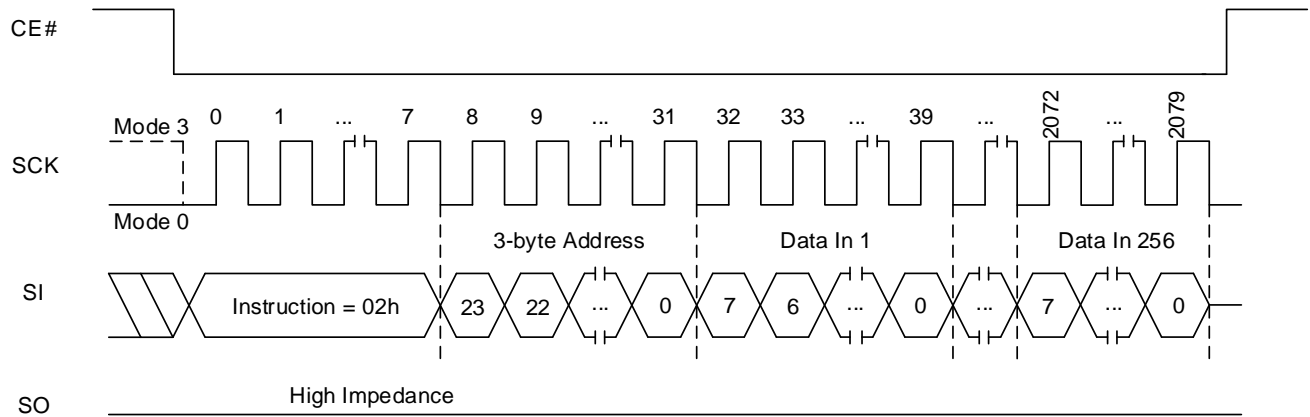 CE#
0 1 ... 7 8 9 ... 31 32 33 ... 39 ... 2072 ... 2079
Mode 3
SCK
Mode 0
3-byte Address Data In 1 Data In 256
SI Instruction = 02h 23 22 ... 0 7 6 ... 0 ... 7 ... 0
High Impedance
SO